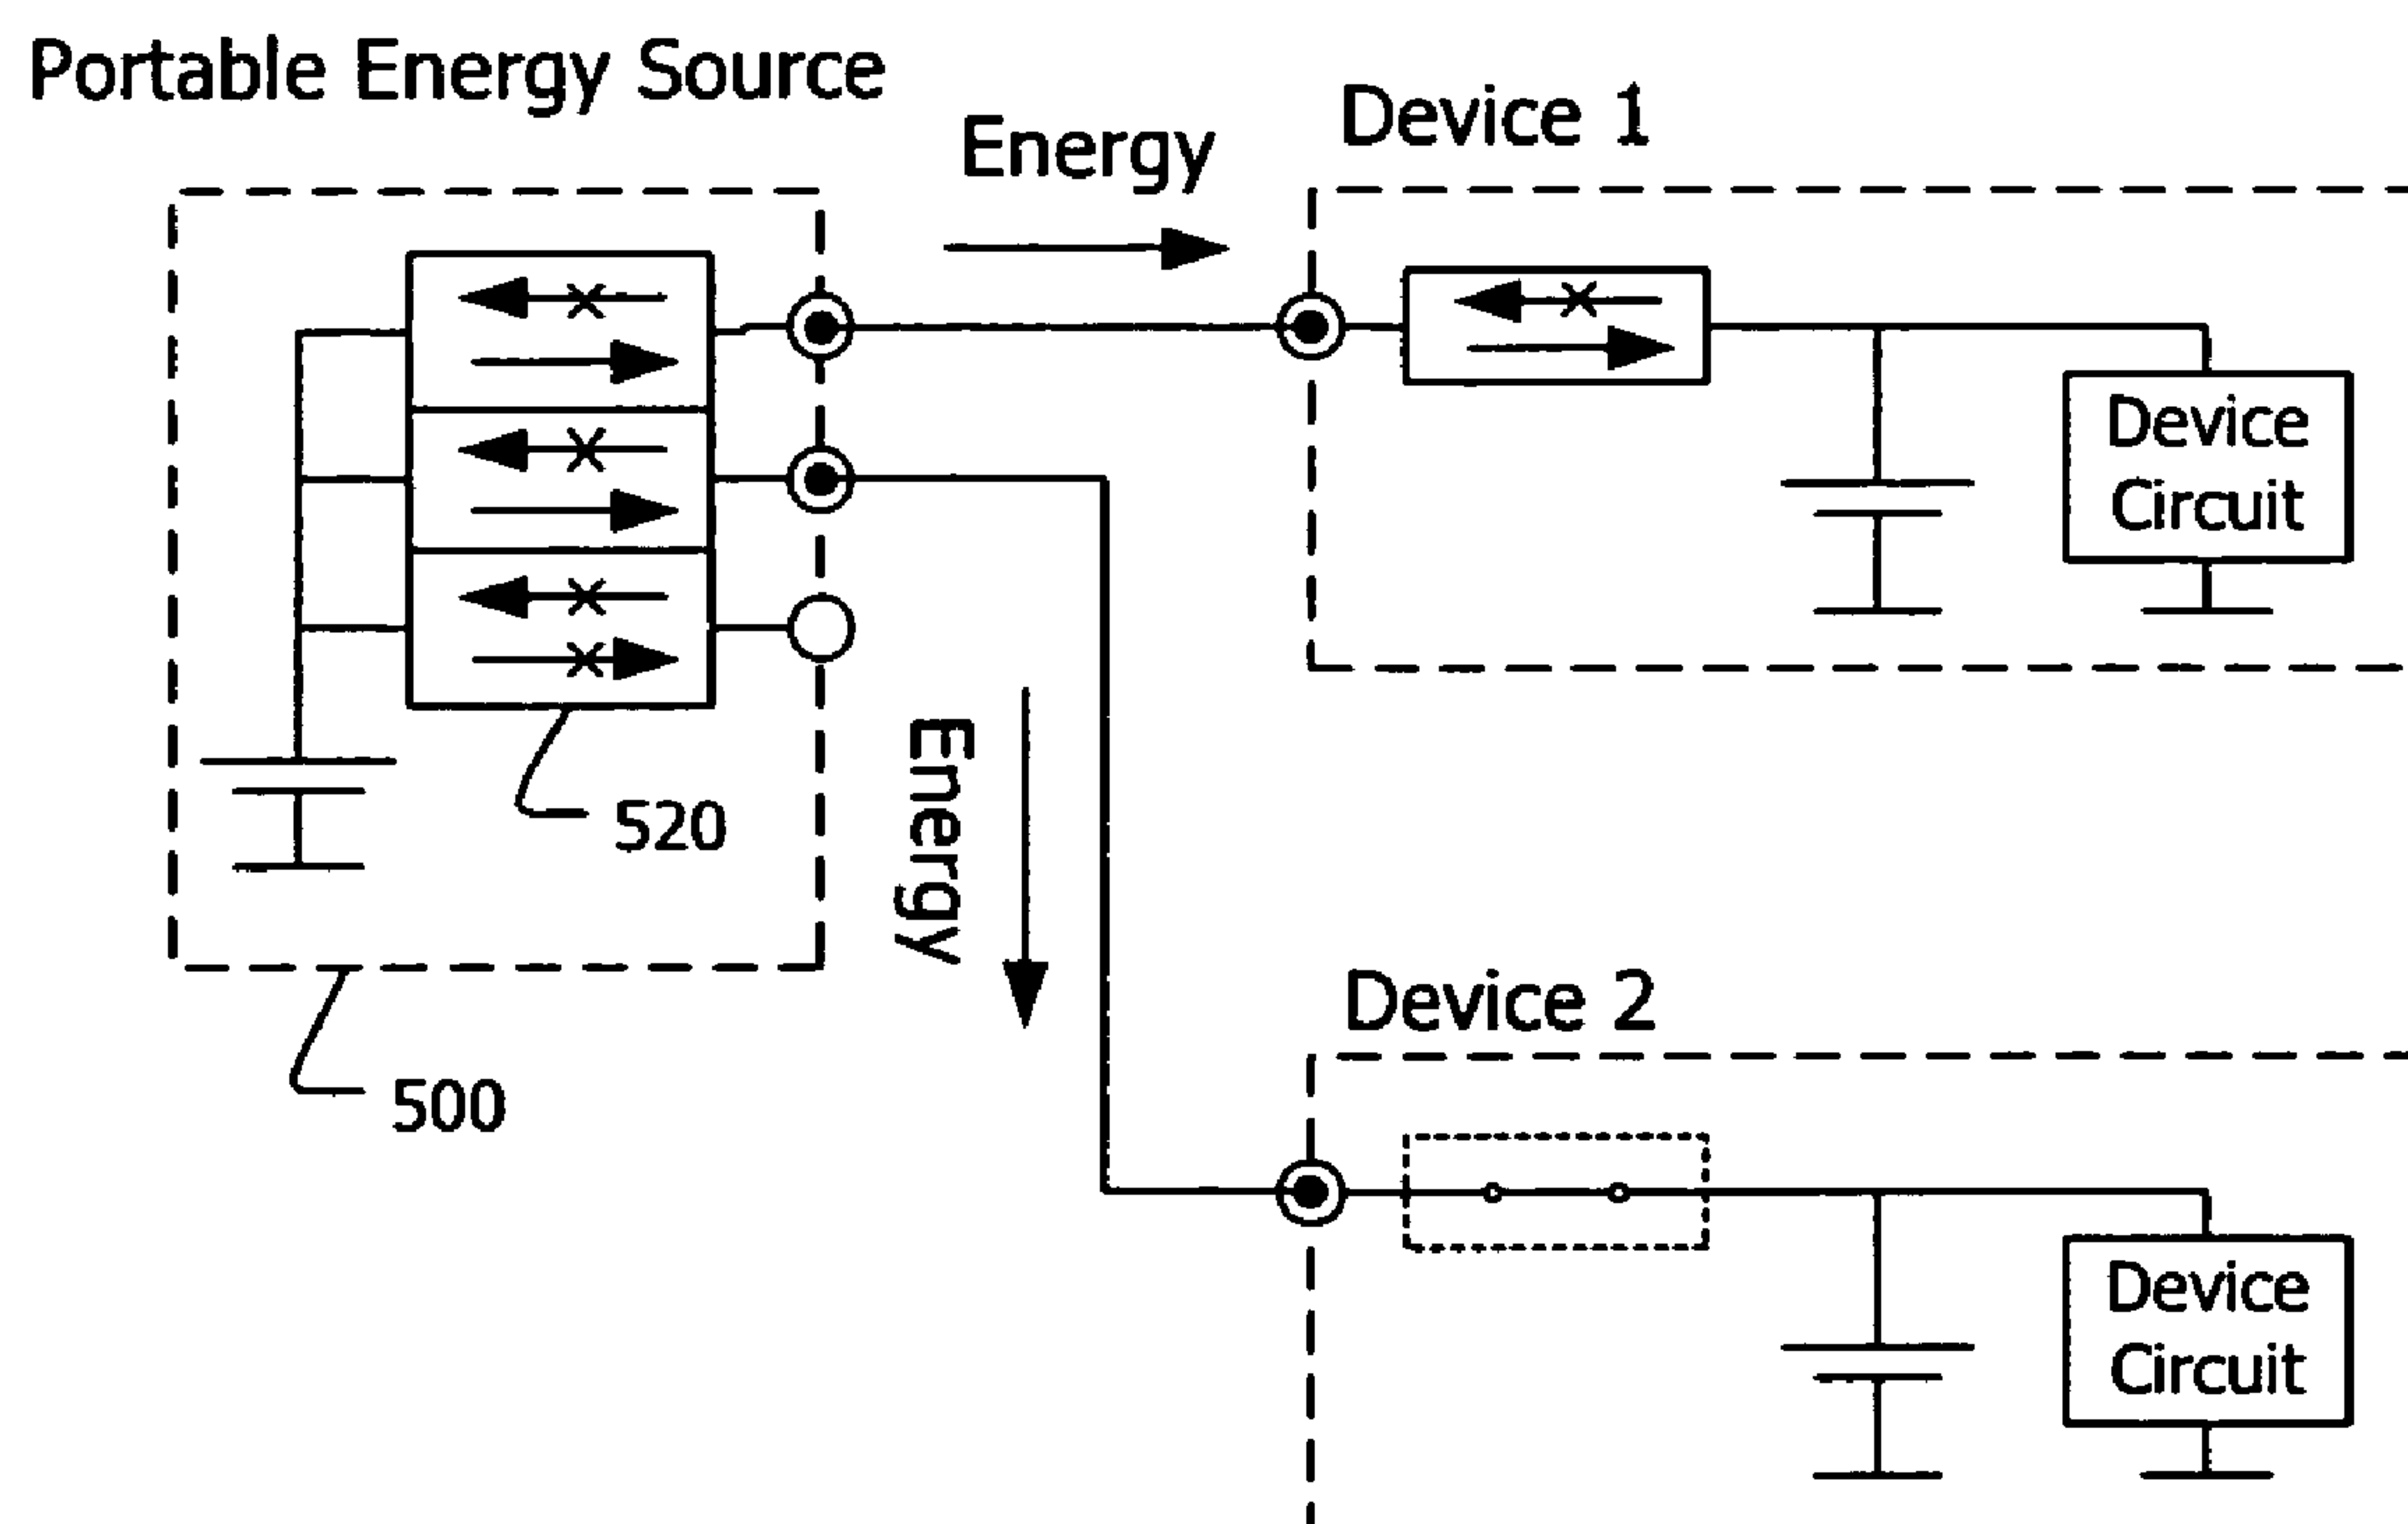 Portable Energy Source
Energy
Device 1
Device
Circuit
520
Energy
500
Device 2
Device
Circuit